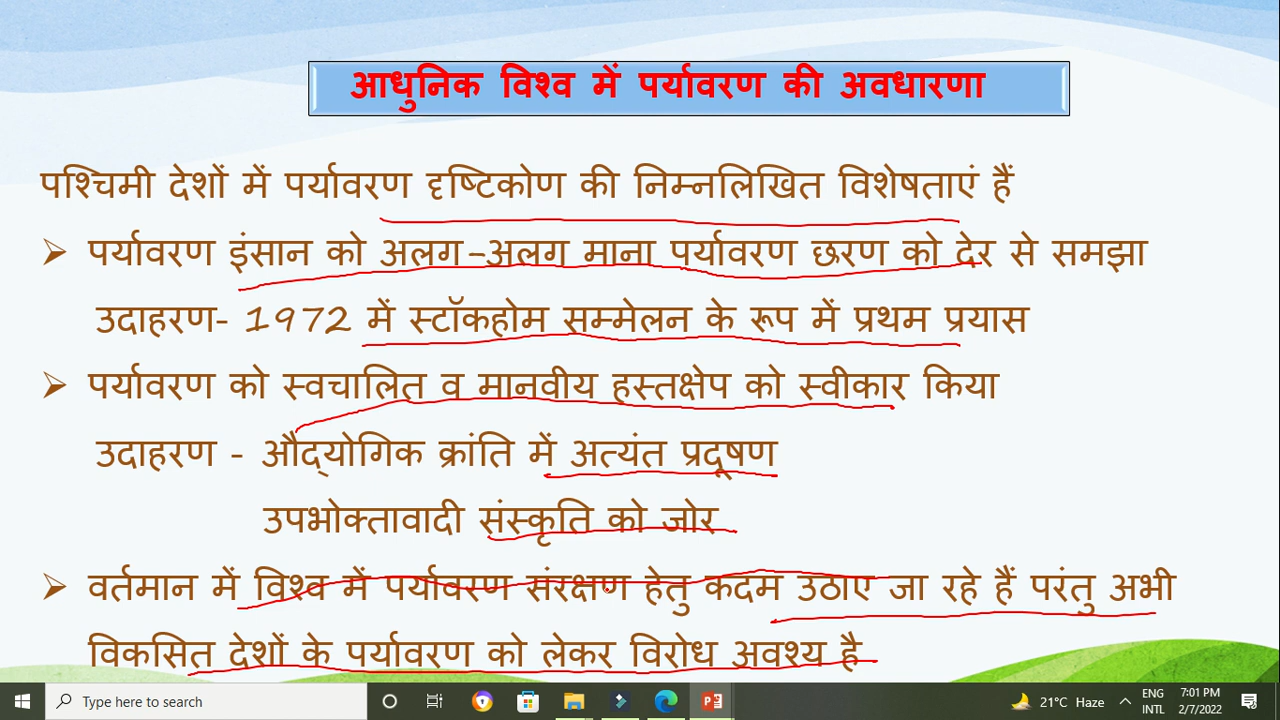 आधुनिक विश्व में पर्यावरण की अवधारणा
पश्चिमी देशों में पर्यावरण दृष्टिकोण की निम्नलिखित विशेषताएं हैं
➢ पर्यावरण इंसान को अलग-अलग माना पर्यावरण छरण को देर से समझा
उदाहरण- 1972 में स्टॉकहोम सम्मेलन के रूप में प्रथम प्रयास
➢ पर्यावरण को स्वचालित व मानवीय हस्तक्षेप को स्वीकार किया
उदाहरण - औद्योगिक क्रांति में अत्यंत प्रदूषण
उपभोक्तावादी संस्कृति को जोर
➢ वर्तमान में विश्व में पर्यावरण संरक्षण हेतु कदम उठाए जा रहे हैं परंतु अभी
विकसित देशों के पर्यावरण को लेकर विरोध अवश्य है
Type here to search
21°C Haze
ENG
INTL
7:01 PM
2/7/2022